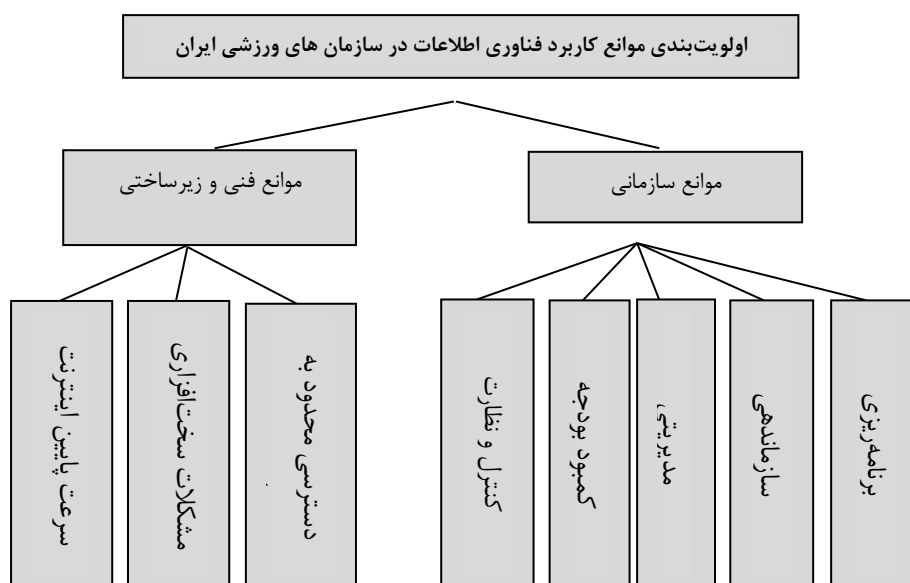 اولویت‌بندی موانع کاربرد فناوری اطلاعات در سازمان های ورزشی ایران
موانع سازمانی
موانع فنی و زیرساختی
برنامه‌ریزی
سازماندهی
مدیریتی
کمبود بودجه
کنترل و نظارت
دسترسی محدود به
مشکلات سخت‌افزاری
سرعت پایین اینترنت